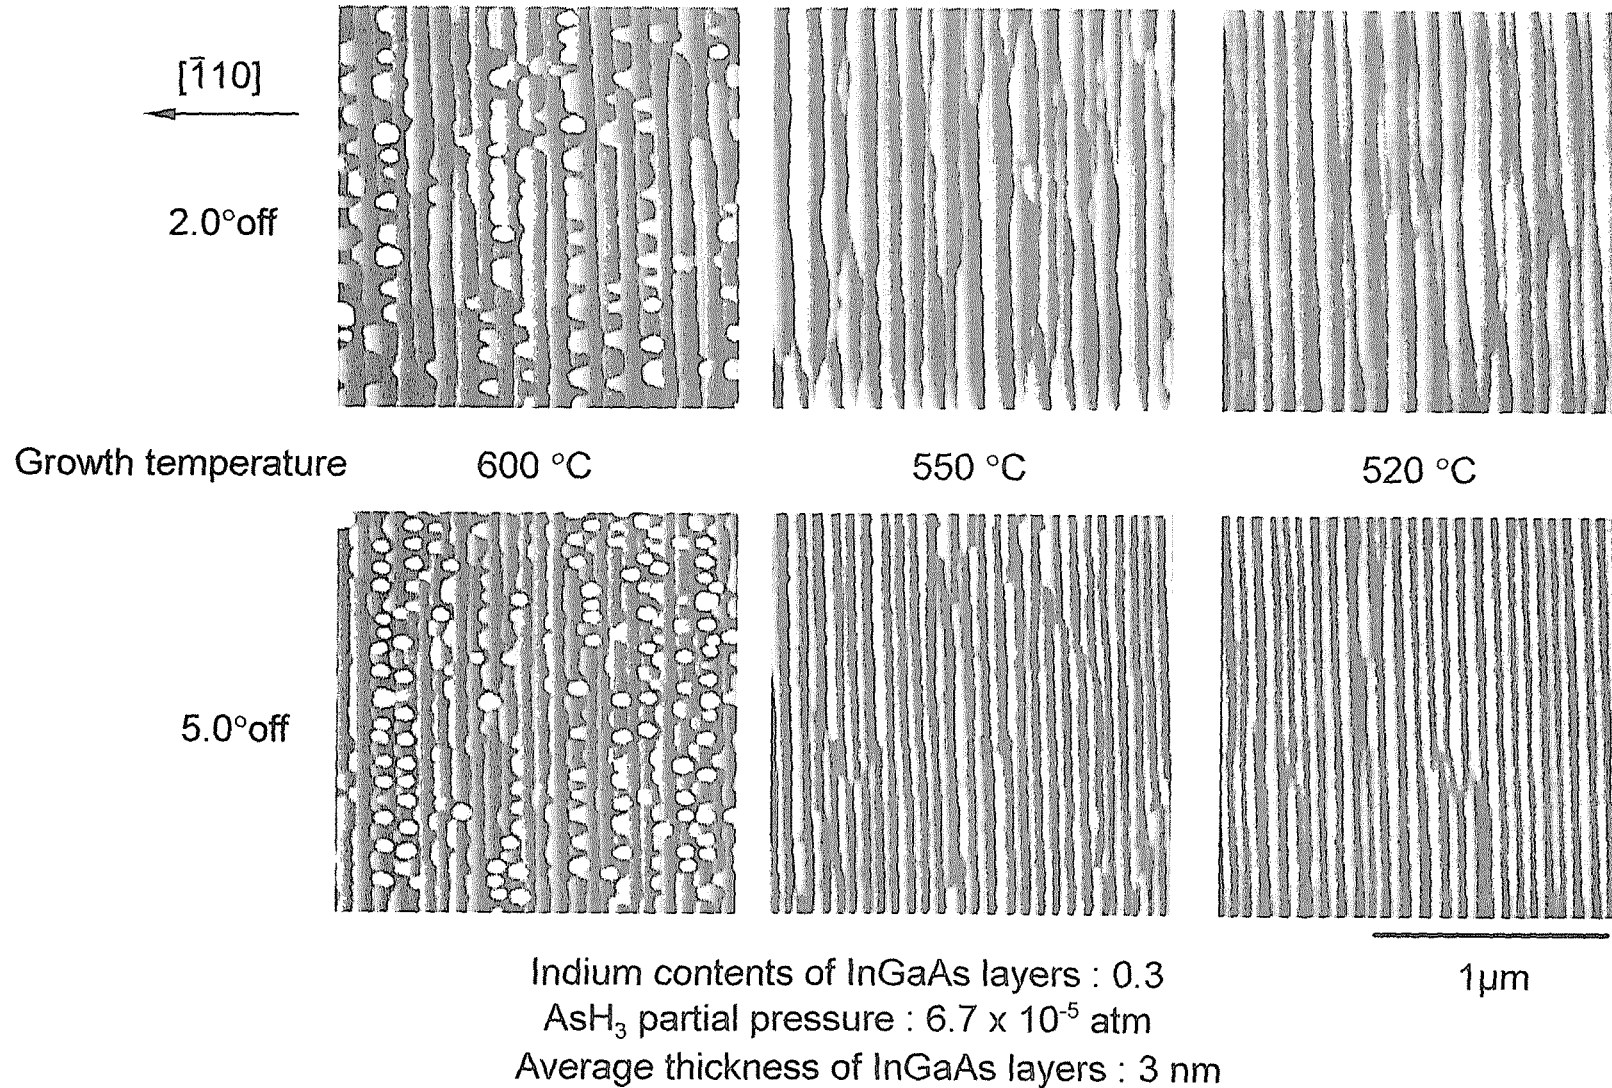 [1̄10]
2.0°off
Growth temperature 600 °C 550 °C 520 °C
5.0°off
Indium contents of InGaAs layers : 0.3
1μm
AsH₃ partial pressure : 6.7 x 10⁻⁵ atm
Average thickness of InGaAs layers : 3 nm